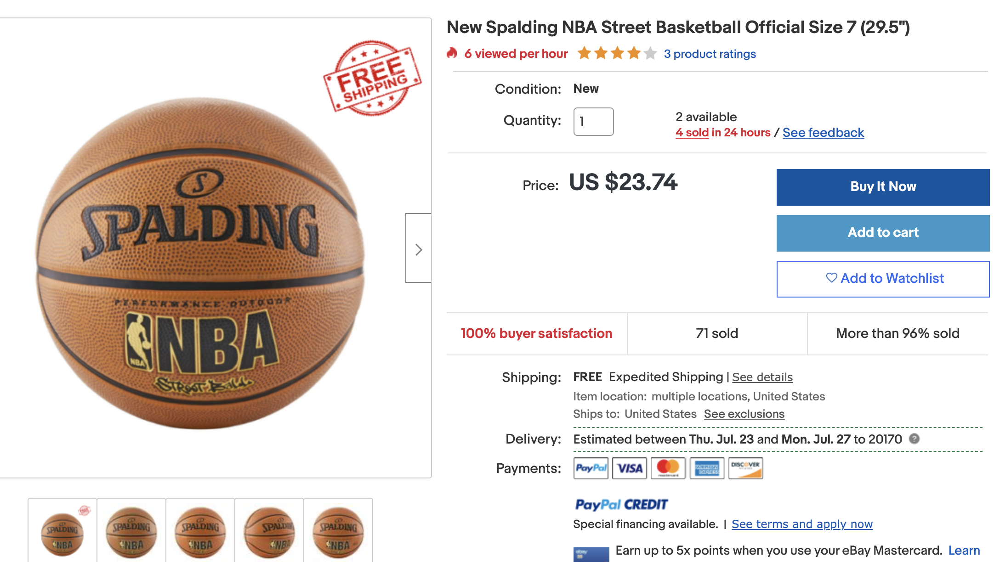 New Spalding NBA Street Basketball Official Size 7 (29.5")
6 viewed per hour 3 product ratings
FREE
SHIPPING
SPALDING
PERFORMANCE OUTDOOR
NBA
NBA
STREET BALL
Condition: New
Quantity: 1
2 available
4 sold in 24 hours / See feedback
Price: US $23.74
Buy It Now
Add to cart
Add to Watchlist
100% buyer satisfaction
71 sold
More than 96% sold
Shipping: FREE Expedited Shipping | See details
Item location: multiple locations, United States
Ships to: United States See exclusions
Delivery: Estimated between Thu. Jul. 23 and Mon. Jul. 27 to 20170 ?
Payments: PayPal VISA mastercard AMERICAN EXPRESS DISCOVER
PayPal CREDIT
Special financing available. | See terms and apply now
Earn up to 5x points when you use your eBay Mastercard. Learn
ebay
SPALDING
NBA
SPALDING
NBA
SPALDING
NBA
SPALDING
NBA
SPALDING
NBA